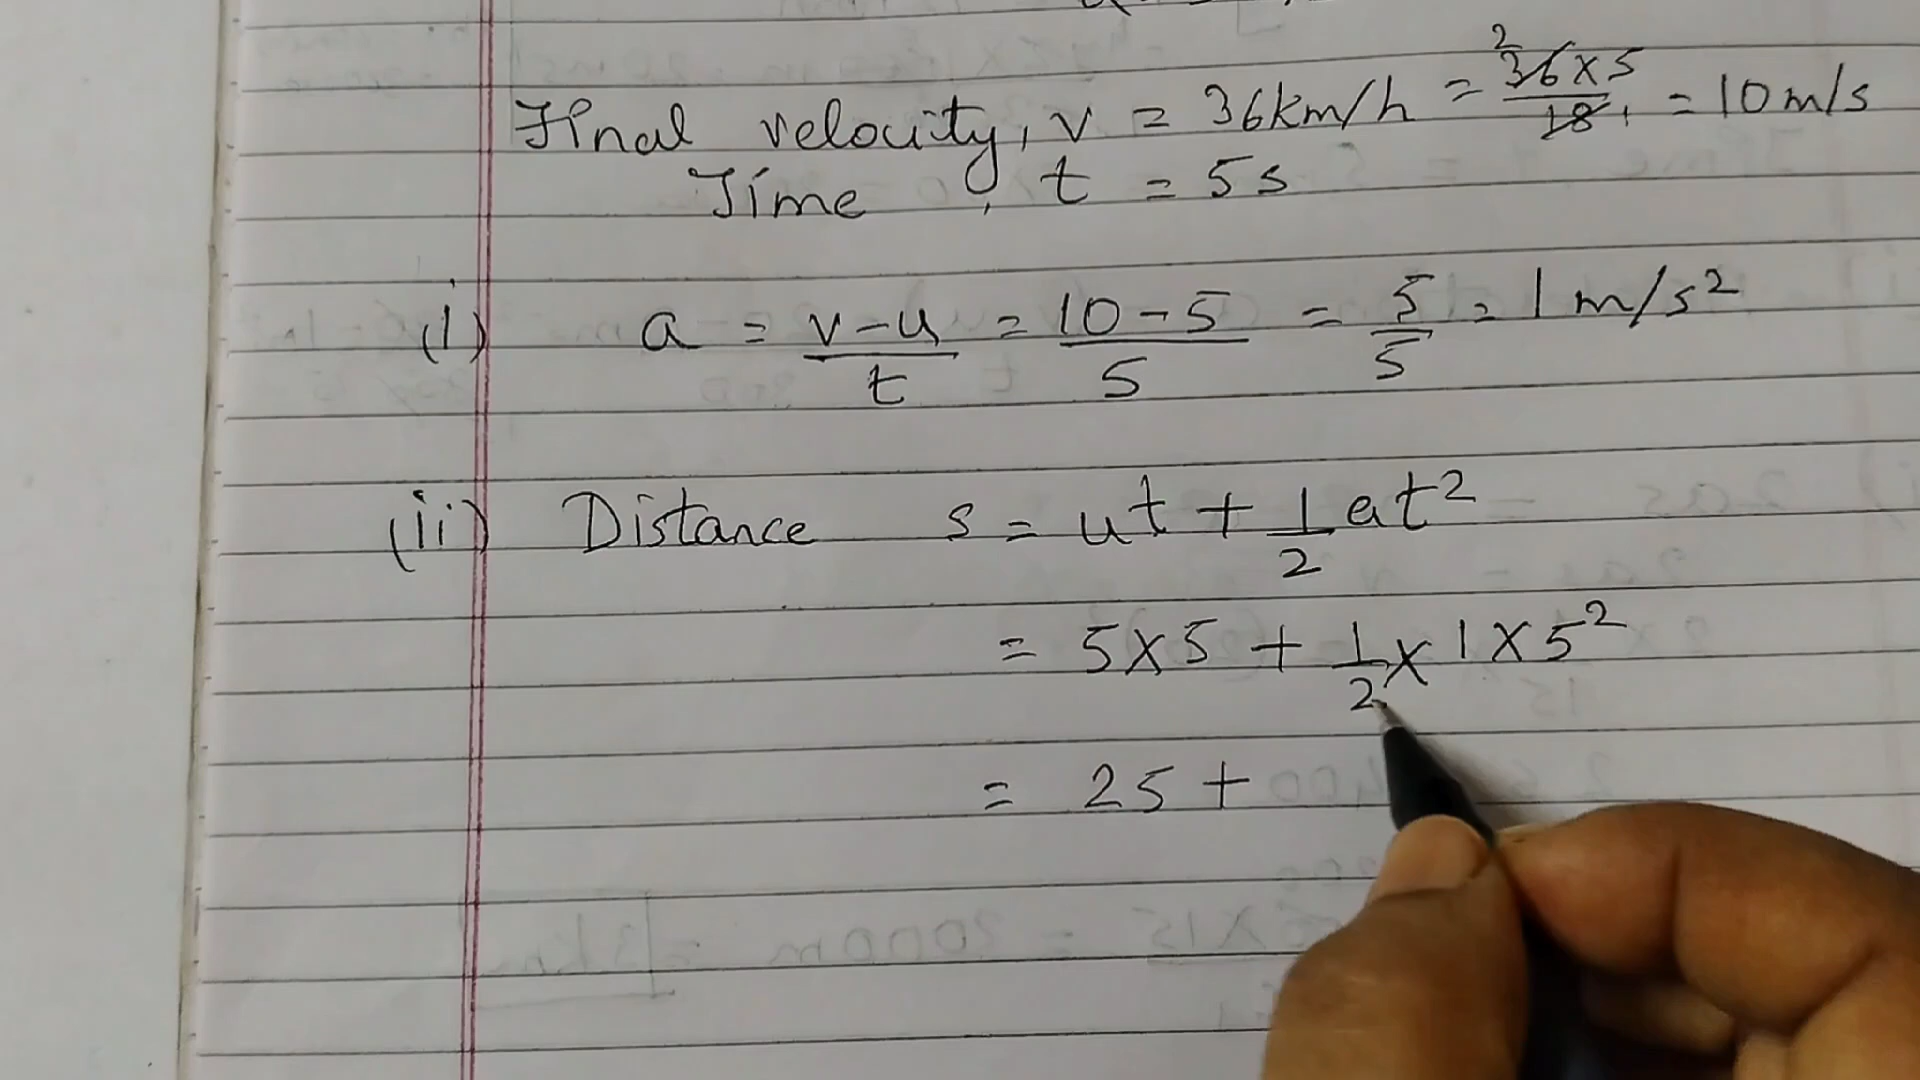 Final velocity, v = 36km/h = 36×5/18 = 10m/s
Time, t = 5s
(i) a = v-u/t = 10-5/5 = 5/5 = 1 m/s²
(ii) Distance s = ut + 1/2 at²
= 5×5 + 1/2 × 1 × 5²
= 25 +